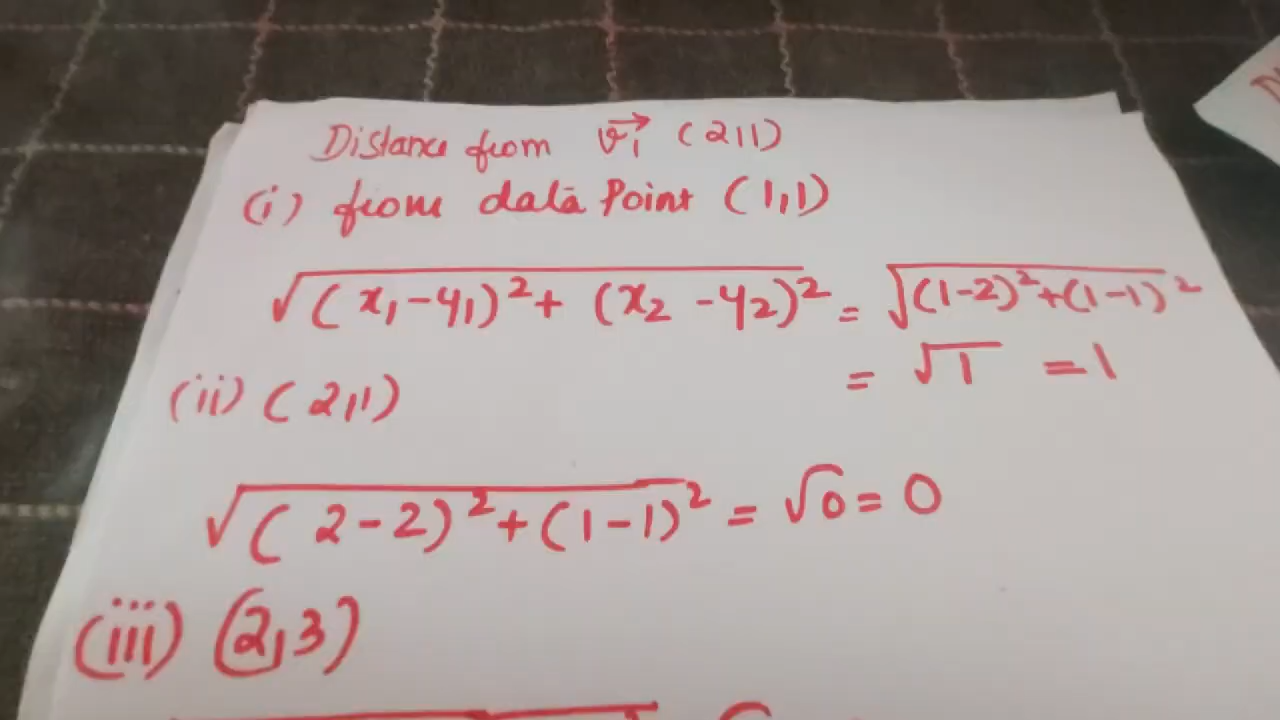 Distance from v₁→ (2,1)
(i) from data Point (1,1)
√(x₁-y₁)² + (x₂-y₂)² = √(1-2)²+(1-1)²
= √1 = 1
(ii) (2,1)
√(2-2)²+(1-1)² = √0 = 0
(iii) (2,3)